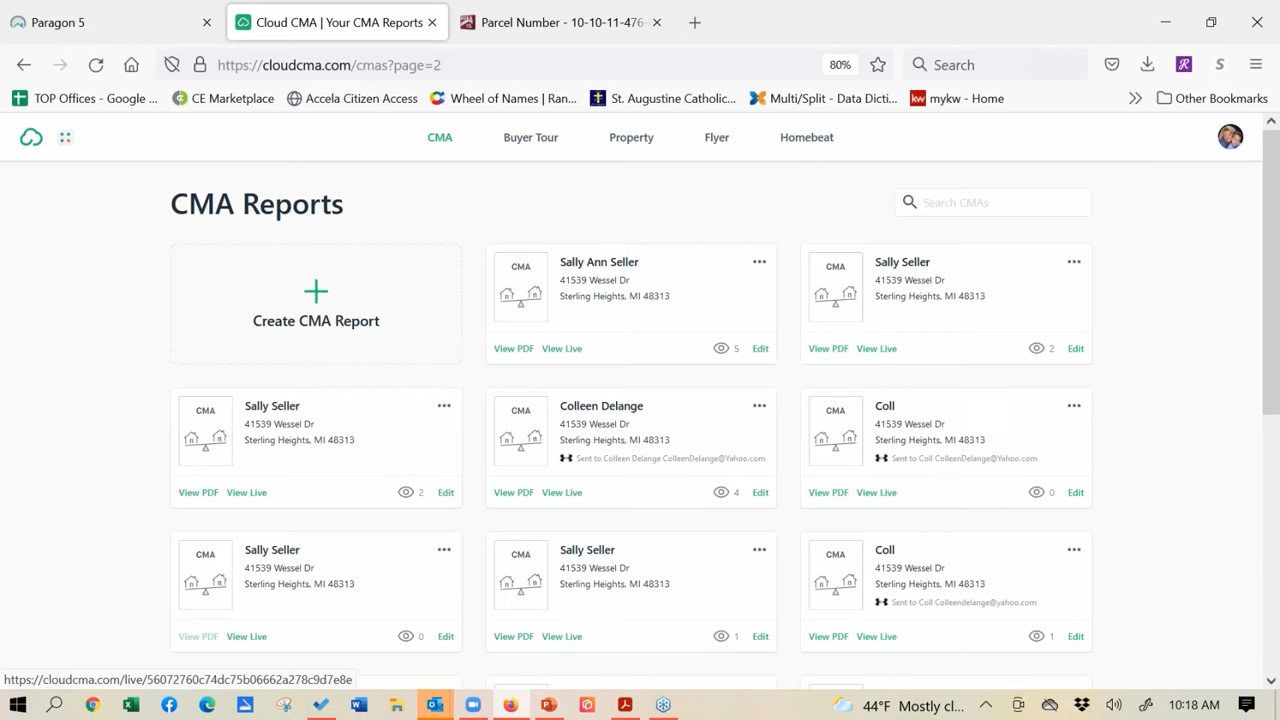 Paragon 5
Cloud CMA | Your CMA Reports
Parcel Number - 10-10-11-476-
https://cloudcma.com/cmas?page=2
80%
Search
TOP Offices - Google ...
CE Marketplace
Accela Citizen Access
Wheel of Names | Ran...
St. Augustine Catholic...
Multi/Split - Data Dicti...
kw mykw - Home
Other Bookmarks
CMA
Buyer Tour
Property
Flyer
Homebeat
CMA Reports
Search CMAs
Create CMA Report
CMA
Sally Ann Seller
41539 Wessel Dr
Sterling Heights, MI 48313
View PDF View Live 5 Edit
CMA
Sally Seller
41539 Wessel Dr
Sterling Heights, MI 48313
View PDF View Live 2 Edit
CMA
Sally Seller
41539 Wessel Dr
Sterling Heights, MI 48313
View PDF View Live 2 Edit
CMA
Colleen Delange
41539 Wessel Dr
Sterling Heights, MI 48313
Sent to Colleen Delange ColleenDelange@Yahoo.com
View PDF View Live 4 Edit
CMA
Coll
41539 Wessel Dr
Sterling Heights, MI 48313
Sent to Coll ColleenDelange@Yahoo.com
View PDF View Live 0 Edit
CMA
Sally Seller
41539 Wessel Dr
Sterling Heights, MI 48313
View PDF View Live 0 Edit
CMA
Sally Seller
41539 Wessel Dr
Sterling Heights, MI 48313
View PDF View Live 1 Edit
CMA
Coll
41539 Wessel Dr
Sterling Heights, MI 48313
Sent to Coll Colleendelange@yahoo.com
View PDF View Live 1 Edit
https://cloudcma.com/live/56072760c74dc75b06662a278c9d7e8e
44°F Mostly cl...
10:18 AM